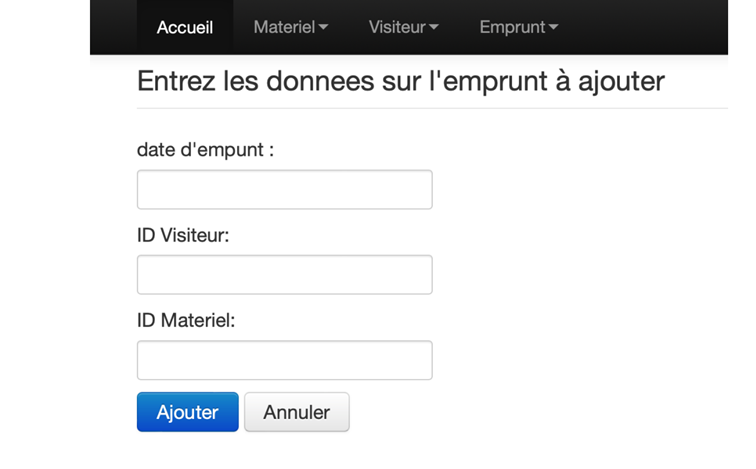 Accueil Materiel Visiteur Emprunt
Entrez les donnees sur l'emprunt à ajouter
date d'empunt :
ID Visiteur:
ID Materiel:
Ajouter Annuler